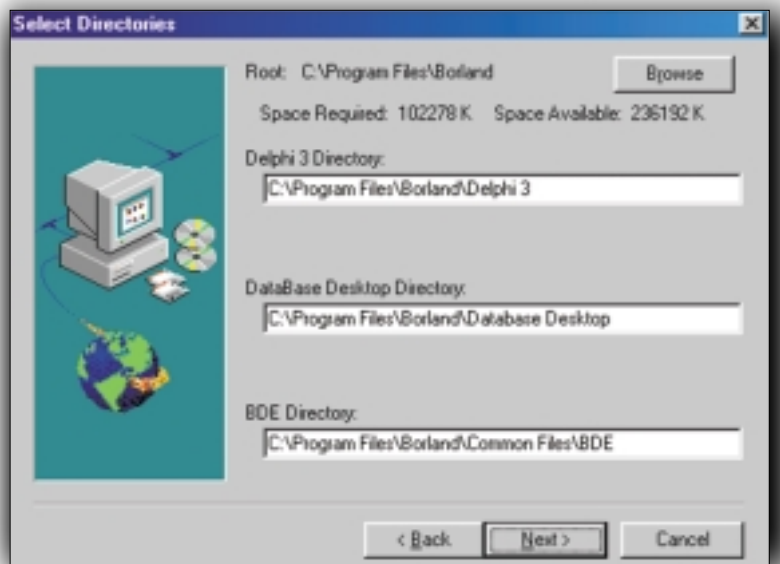 Select Directories
Root: C:\Program Files\Borland
Browse
Space Required: 102278 K Space Available: 236192 K
Delphi 3 Directory:
C:\Program Files\Borland\Delphi 3
DataBase Desktop Directory:
C:\Program Files\Borland\Database Desktop
BDE Directory:
C:\Program Files\Borland\Common Files\BDE
< Back
Next >
Cancel